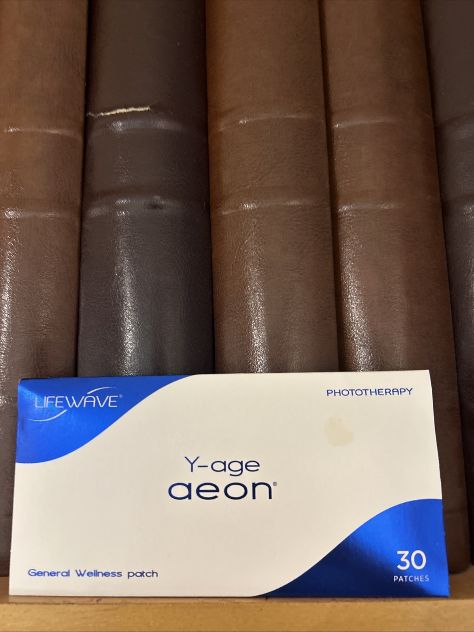 LIFEWAVE®
PHOTOTHERAPY
Y-age
aeon®
General Wellness patch
30
PATCHES